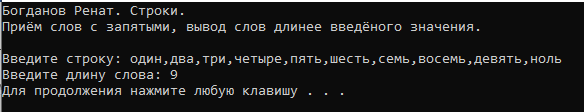 Богданов Ренат. Строки.
Приём слов с запятыми, вывод слов длинее введёного значения.
Введите строку: один,два,три,четыре,пять,шесть,семь,восемь,девять,ноль
Введите длину слова: 9
Для продолжения нажмите любую клавишу . . .